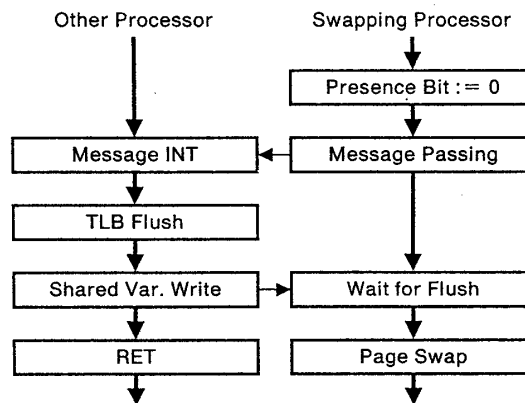 Other Processor
Swapping Processor
Presence Bit := 0
Message INT
Message Passing
TLB Flush
Shared Var. Write
Wait for Flush
RET
Page Swap